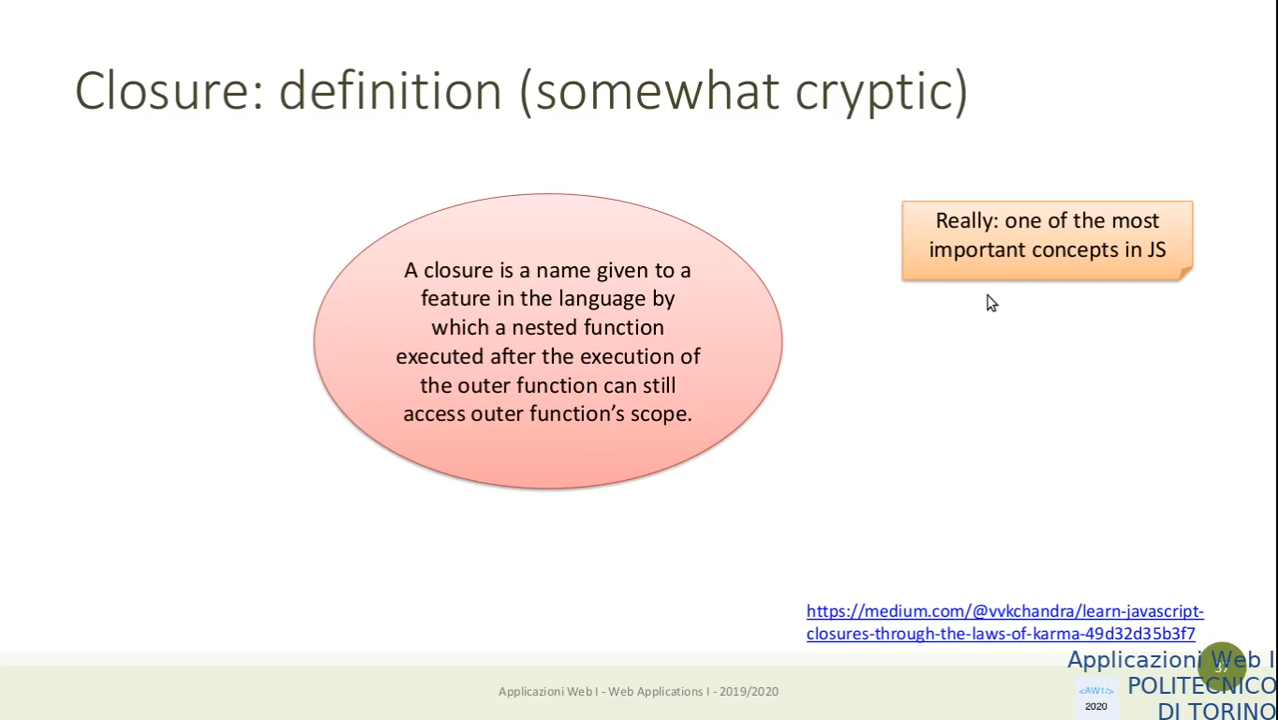 Closure: definition (somewhat cryptic)
A closure is a name given to a
feature in the language by
which a nested function
executed after the execution of
the outer function can still
access outer function’s scope.
Really: one of the most
important concepts in JS
https://medium.com/@vvkchandra/learn-javascript-
closures-through-the-laws-of-karma-49d32d35b3f7
Applicazioni Web I - Web Applications I - 2019/2020
Applicazioni Web I
POLITECNICO
DI TORINO
<AW1/>
2020